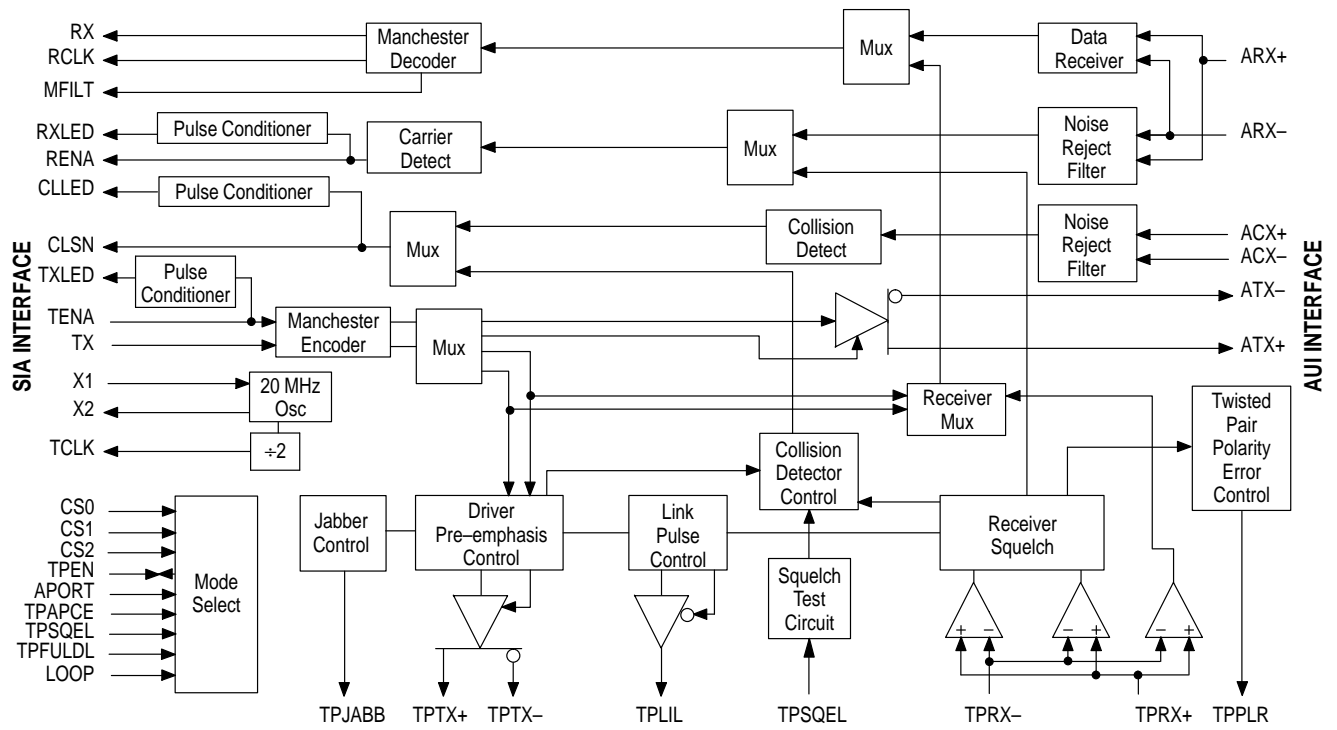 RX
RCLK
MFILT
RXLED
RENA
CLLED
CLSN
TXLED
TENA
TX
X1
X2
TCLK
CS0
CS1
CS2
TPEN
APORT
TPAPCE
TPSQEL
TPFULDL
LOOP
SIA INTERFACE
Manchester
Decoder
Mux
Data
Receiver
ARX+
ARX–
Pulse Conditioner
Carrier
Detect
Mux
Noise
Reject
Filter
Pulse Conditioner
Mux
Collision
Detect
Noise
Reject
Filter
ACX+
ACX–
Pulse
Conditioner
Manchester
Encoder
Mux
ATX–
ATX+
AUI INTERFACE
20 MHz
Osc
÷2
Receiver
Mux
Twisted
Pair
Polarity
Error
Control
Collision
Detector
Control
Mode
Select
Jabber
Control
Driver
Pre–emphasis
Control
Link
Pulse
Control
Squelch
Test
Circuit
Receiver
Squelch
+ –
– +
– +
TPJABB
TPTX+
TPTX–
TPLIL
TPSQEL
TPRX–
TPRX+
TPPLR